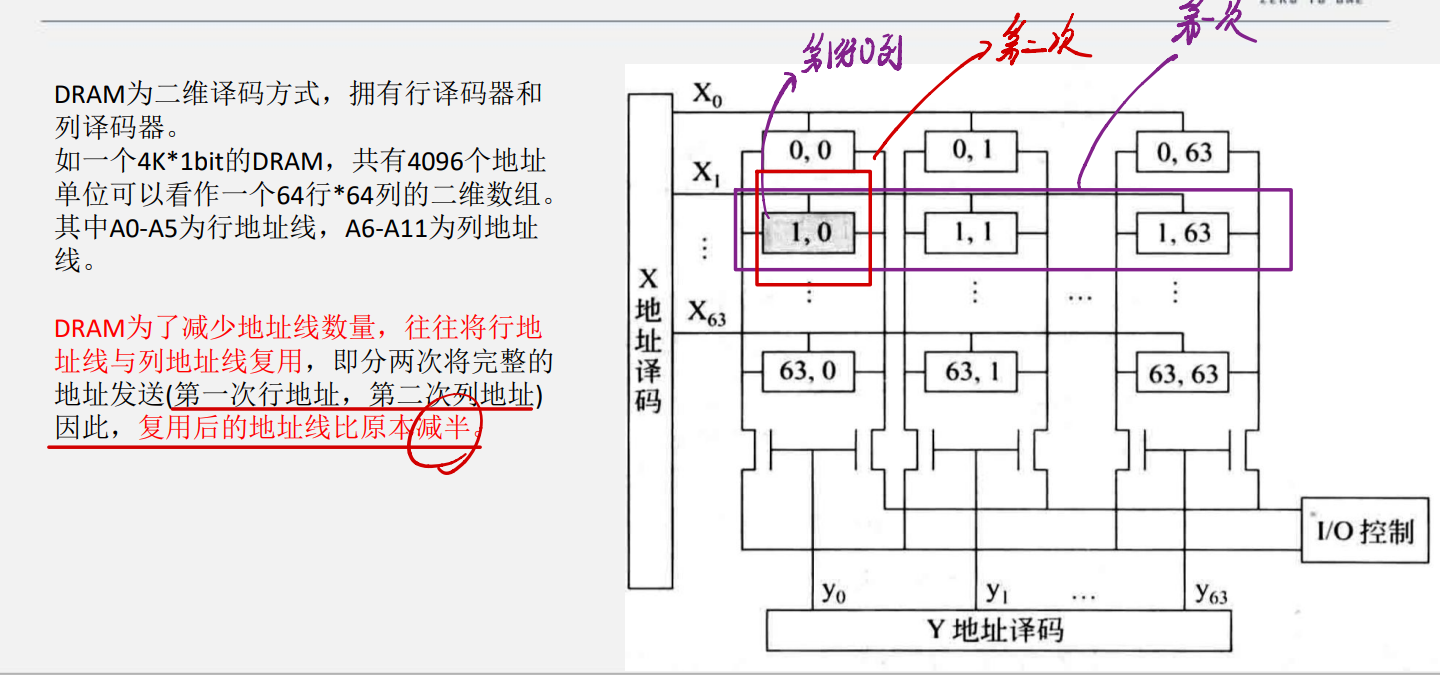 DRAM为二维译码方式，拥有行译码器和
列译码器。
如一个4K*1bit的DRAM，共有4096个地址
单位可以看作一个64行*64列的二维数组。
其中A0-A5为行地址线，A6-A11为列地址
线。
DRAM为了减少地址线数量，往往将行地
址线与列地址线复用，即分两次将完整的
地址发送(第一次行地址，第二次列地址)
因此，复用后的地址线比原本减半。
第1行0列
第二次
第一次
X0
0, 0
0, 1
0, 63
X1
1, 0
1, 1
1, 63
⋮
⋮
⋮
…
⋮
X
地
址
译
码
X63
63, 0
63, 1
63, 63
I/O 控制
y0
y1
…
y63
Y 地址译码